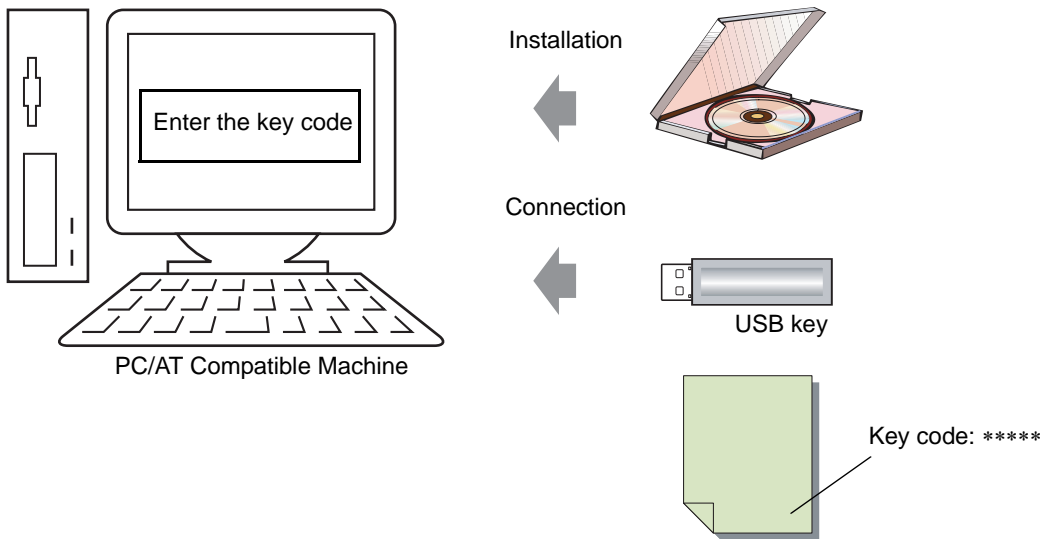 Installation
Enter the key code
Connection
USB key
PC/AT Compatible Machine
Key code: *****